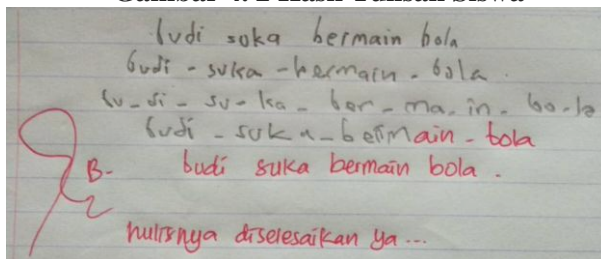 budi suka bermain bola
budi - suka - bermain - bola.
bu - di - su - ka - ber - ma - in - bo - la
budi - suka - bermain - bola
B- budi suka bermain bola.
nulisnya diselesaikan ya...